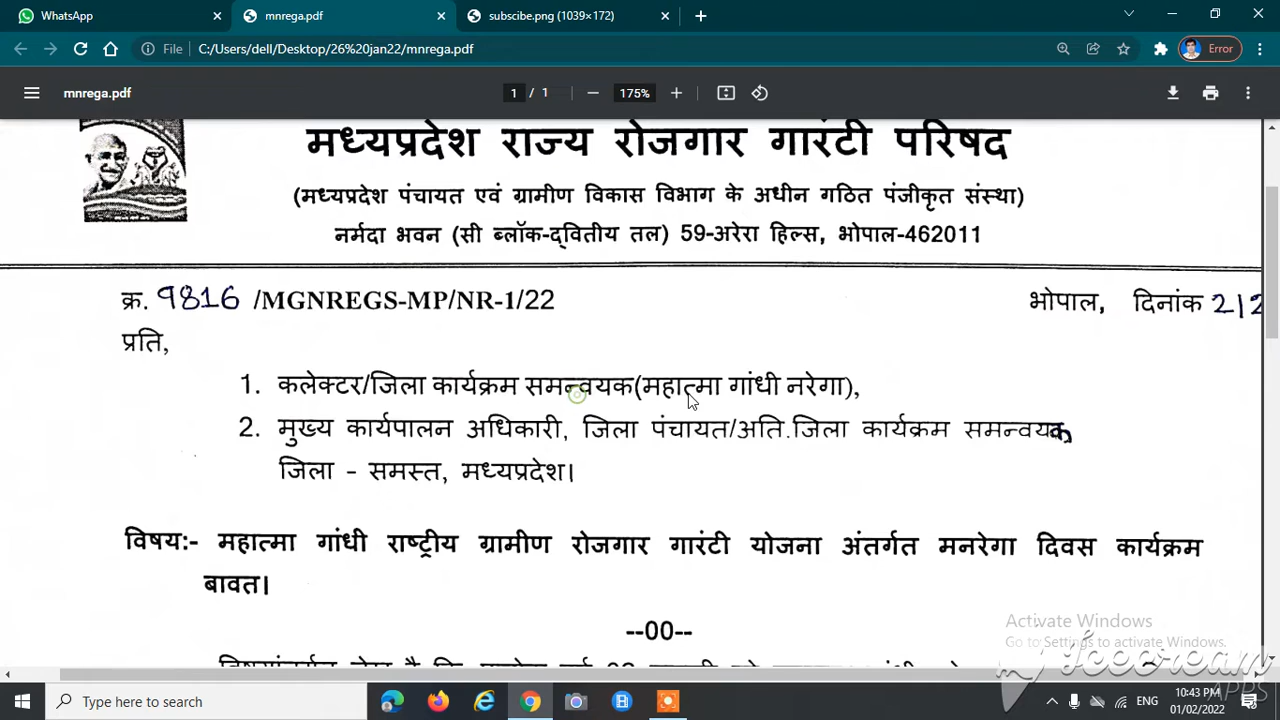 WhatsApp
mnrega.pdf
subscibe.png (1039×172)
File C:/Users/dell/Desktop/26%20jan22/mnrega.pdf
Error
mnrega.pdf
1 / 1
175%
मध्यप्रदेश राज्य रोजगार गारंटी परिषद
(मध्यप्रदेश पंचायत एवं ग्रामीण विकास विभाग के अधीन गठित पंजीकृत संस्था)
नर्मदा भवन (सी ब्लॉक-द्वितीय तल) 59-अरेरा हिल्स, भोपाल-462011
क्र. 9816 /MGNREGS-MP/NR-1/22 भोपाल, दिनांक 2|2
प्रति,
1. कलेक्टर/जिला कार्यक्रम समन्वयक(महात्मा गांधी नरेगा),
2. मुख्य कार्यपालन अधिकारी, जिला पंचायत/अति.जिला कार्यक्रम समन्वयक
जिला - समस्त, मध्यप्रदेश।
विषय:- महात्मा गांधी राष्ट्रीय ग्रामीण रोजगार गारंटी योजना अंतर्गत मनरेगा दिवस कार्यक्रम
बावत।
--00--
Activate Windows
Go to Settings to activate Windows.
icecream
APPS
Type here to search
ENG
10:43 PM
01/02/2022